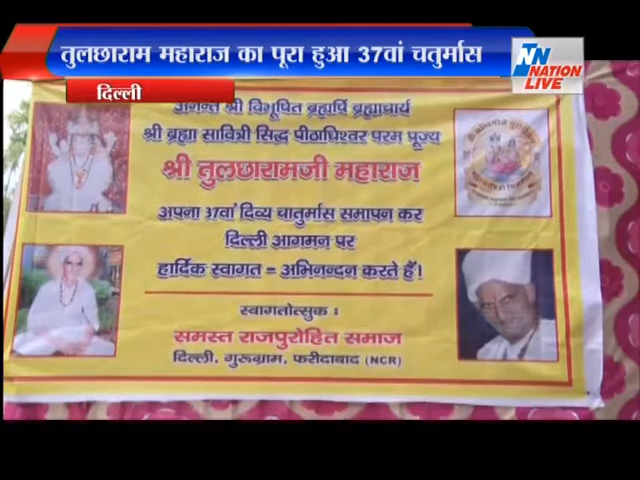 तुलछाराम महाराज का पूरा हुआ 37वां चतुर्मास
NATION
LIVE
दिल्ली
अनन्त श्री विभूषित ब्रह्मर्षि ब्रह्माचार्य
श्री ब्रह्मा सावित्री सिद्ध पीठाधिश्वर परम पूज्य
श्री तुलछारामजी महाराज
अपना 37वां दिव्य चातुर्मास समापन कर
दिल्ली आगमन पर
हार्दिक स्वागत = अभिनन्दन करते हैं!
स्वागतोत्सुक :
समस्त राजपुरोहित समाज
दिल्ली, गुरूग्राम, फरीदाबाद (NCR)